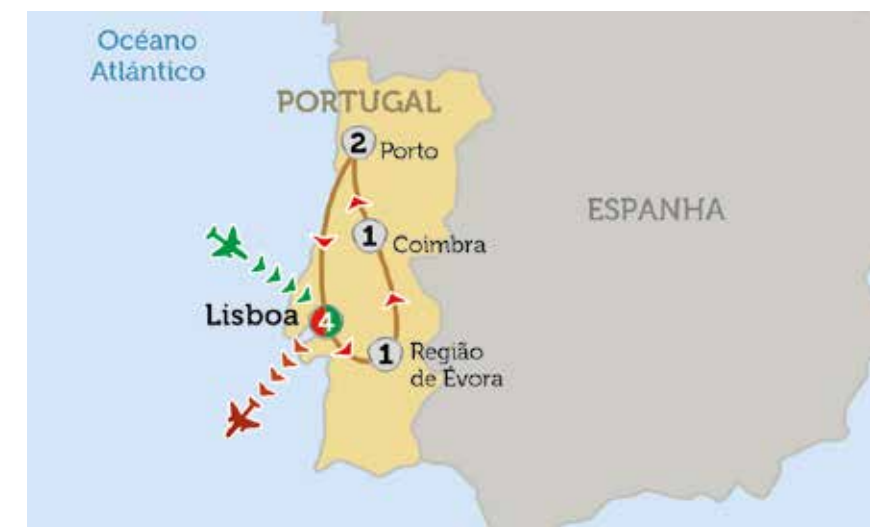 Océano
Atlántico
PORTUGAL
2 Porto
ESPANHA
1 Coimbra
Lisboa 4
1 Região
de Évora